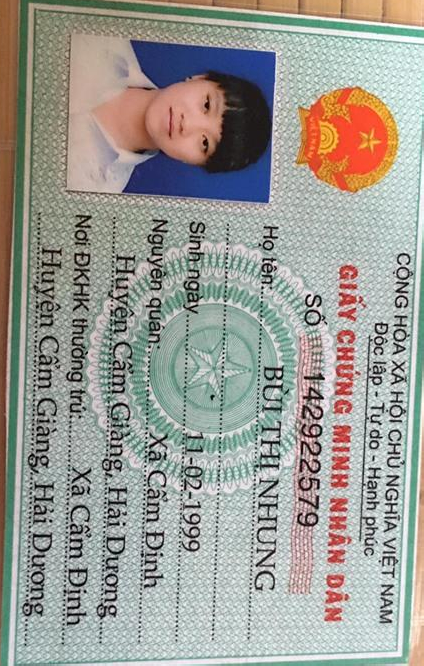 CỘNG HÒA XÃ HỘI CHỦ NGHĨA VIỆT NAM
Độc lập - Tự do - Hạnh phúc
GIẤY CHỨNG MINH NHÂN DÂN
SỐ 142922579
Họ tên: BÙI THỊ NHUNG
Sinh ngày 11-02-1999
Nguyên quán Xã Cẩm Định
Huyện Cẩm Giàng, Hải Dương
Nơi ĐKHK thường trú: Xã Cẩm Định
Huyện Cẩm Giàng, Hải Dương
VIỆT NAM